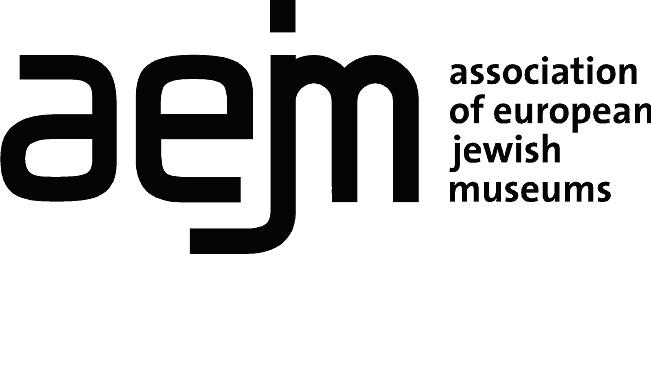 aejm
association
of european
jewish
museums